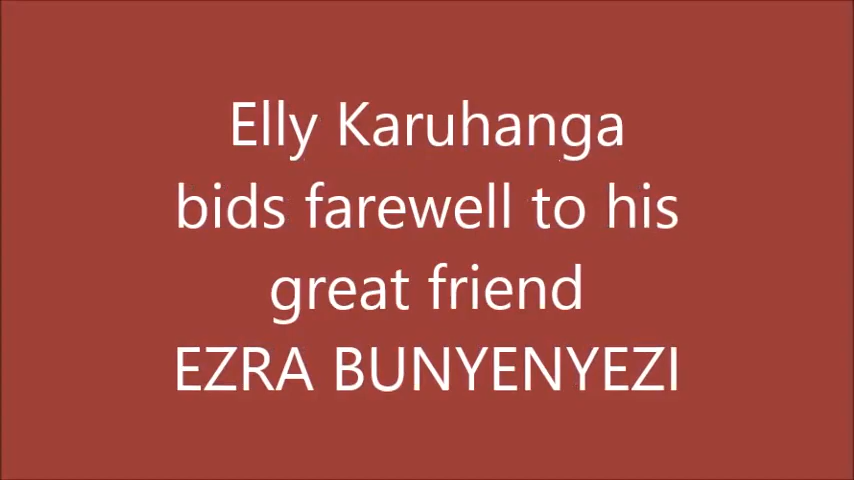 Elly Karuhanga
bids farewell to his
great friend
EZRA BUNYENYEZI